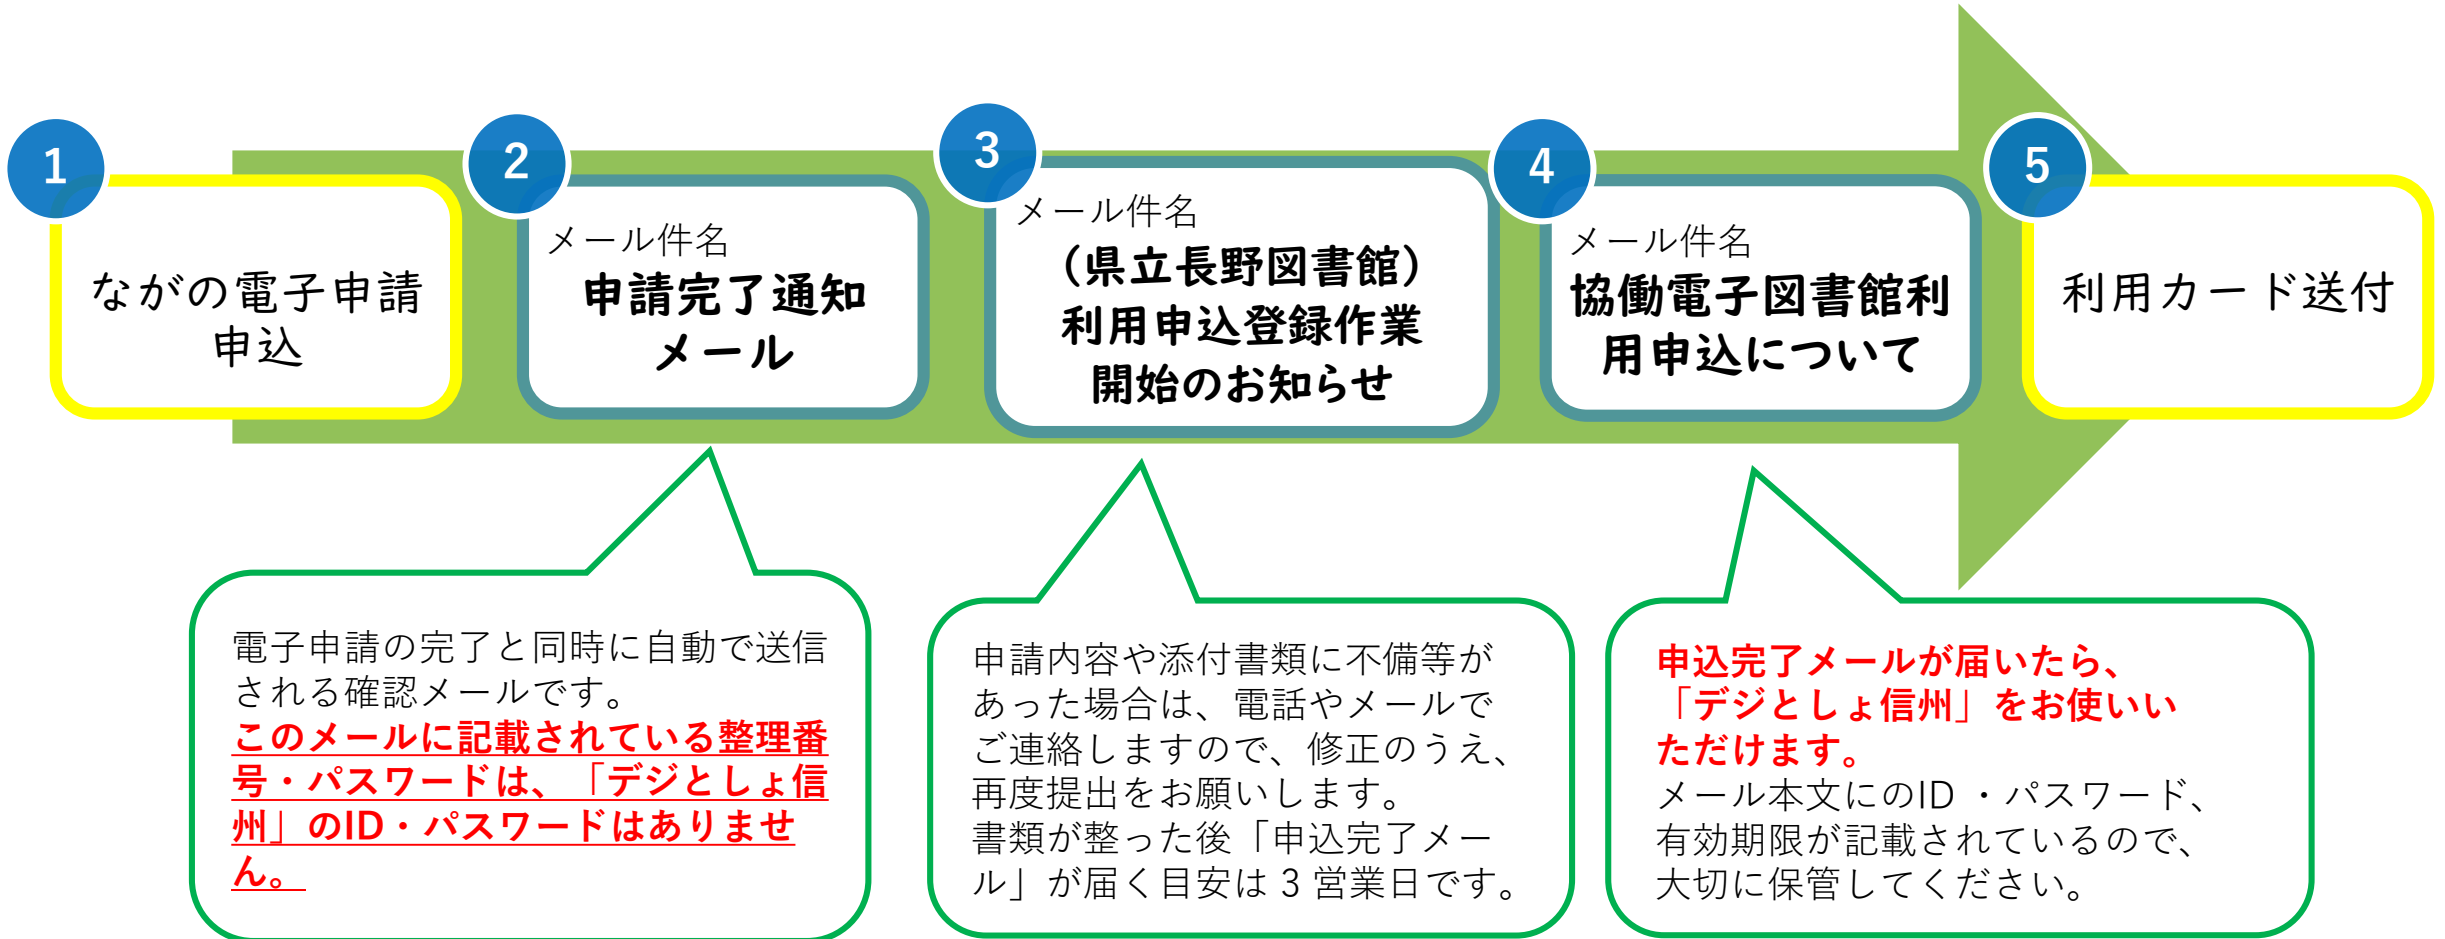 1
ながの電子申請
申込
2
メール件名
申請完了通知
メール
3
メール件名
（県立長野図書館）
利用申込登録作業
開始のお知らせ
4
メール件名
協働電子図書館利
用申込について
5
利用カード送付
電子申請の完了と同時に自動で送信
される確認メールです。
このメールに記載されている整理番
号・パスワードは、「デジとしょ信
州」のID・パスワードはありませ
ん。
申請内容や添付書類に不備等が
あった場合は、電話やメールで
ご連絡しますので、修正のうえ、
再度提出をお願いします。
書類が整った後「申込完了メー
ル」が届く目安は３営業日です。
申込完了メールが届いたら、
「デジとしょ信州」をお使いい
ただけます。
メール本文にのID ・パスワード、
有効期限が記載されているので、
大切に保管してください。